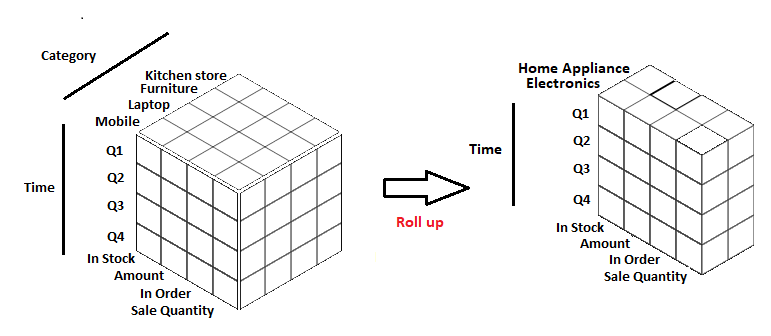 Category
Kitchen store
Furniture
Laptop
Mobile
Time
Q1
Q2
Q3
Q4
In Stock
Amount
In Order
Sale Quantity
Roll up
Home Appliance
Electronics
Time
Q1
Q2
Q3
Q4
In Stock
Amount
In Order
Sale Quantity